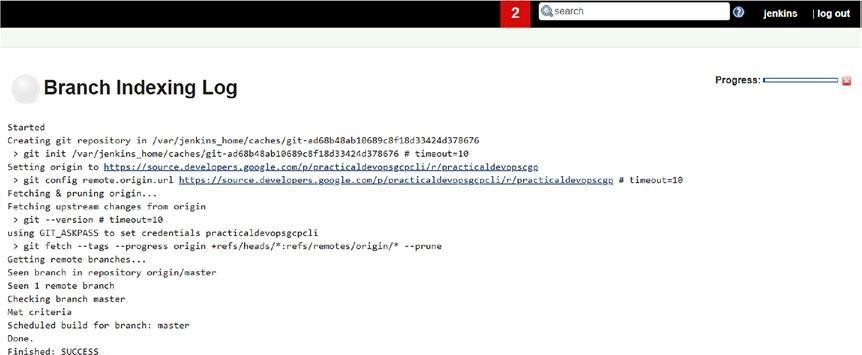 2 search jenkins | log out
Branch Indexing Log
Progress:
Started
Creating git repository in /var/jenkins_home/caches/git-ad68b48ab10689c8f18d33424d378676
> git init /var/jenkins_home/caches/git-ad68b48ab10689c8f18d33424d378676 # timeout=10
Setting origin to https://source.developers.google.com/p/practicaldevopsgcpcli/r/practicaldevopscgp
> git config remote.origin.url https://source.developers.google.com/p/practicaldevopsgcpcli/r/practicaldevopscgp # timeout=10
Fetching & pruning origin...
Fetching upstream changes from origin
> git --version # timeout=10
using GIT_ASKPASS to set credentials practicaldevopsgcpcli
> git fetch --tags --progress origin +refs/heads/*:refs/remotes/origin/* --prune
Getting remote branches...
Seen branch in repository origin/master
Seen 1 remote branch
Checking branch master
Met criteria
Scheduled build for branch: master
Done.
Finished: SUCCESS